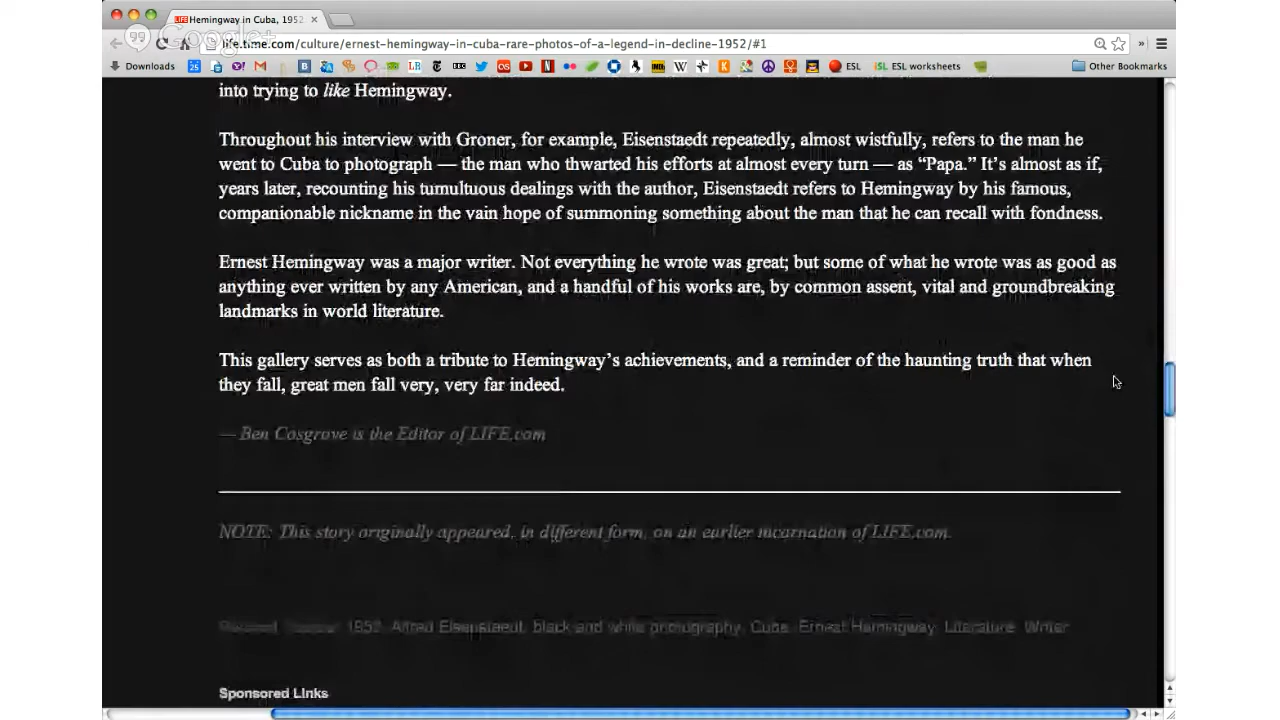 Hemingway in Cuba, 1952
Google+
life.time.com/culture/ernest-hemingway-in-cuba-rare-photos-of-a-legend-in-decline-1952/#1
Downloads
ESL
ESL worksheets
Other Bookmarks
into trying to like Hemingway.
Throughout his interview with Groner, for example, Eisenstaedt repeatedly, almost wistfully, refers to the man he
went to Cuba to photograph — the man who thwarted his efforts at almost every turn — as “Papa.” It’s almost as if,
years later, recounting his tumultuous dealings with the author, Eisenstaedt refers to Hemingway by his famous,
companionable nickname in the vain hope of summoning something about the man that he can recall with fondness.
Ernest Hemingway was a major writer. Not everything he wrote was great; but some of what he wrote was as good as
anything ever written by any American, and a handful of his works are, by common assent, vital and groundbreaking
landmarks in world literature.
This gallery serves as both a tribute to Hemingway’s achievements, and a reminder of the haunting truth that when
they fall, great men fall very, very far indeed.
— Ben Cosgrove is the Editor of LIFE.com
NOTE: This story originally appeared, in different form, on an earlier incarnation of LIFE.com.
1952, Alfred Eisenstaedt, black and white photography, Cuba, Ernest Hemingway, Literature, Writer
Sponsored Links